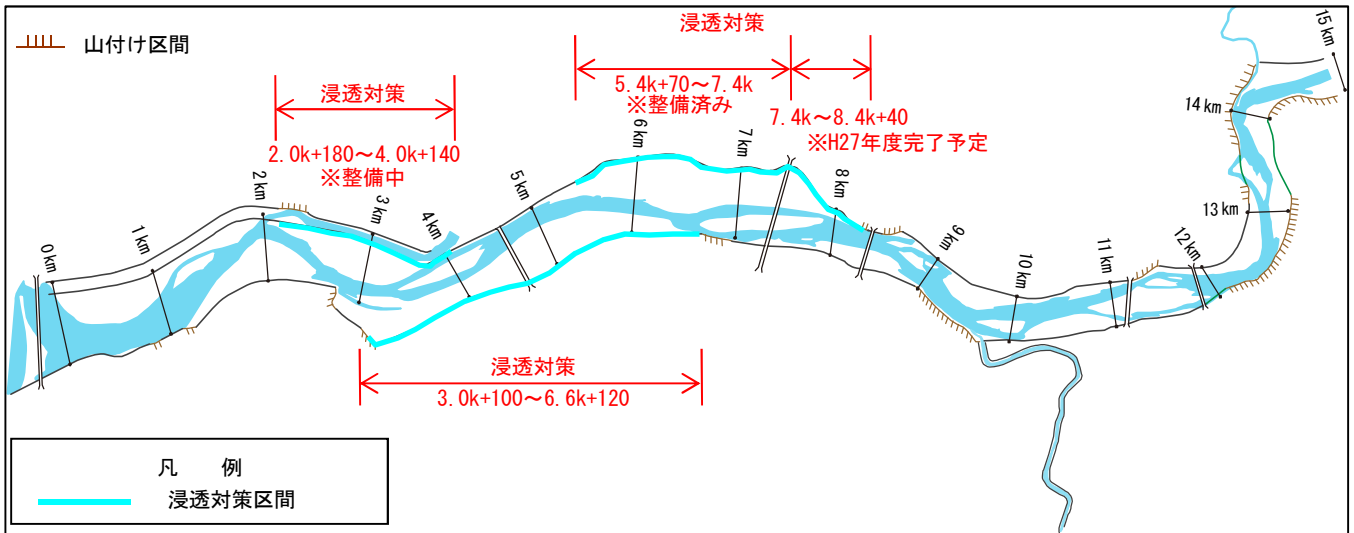 山付け区間
浸透対策
5.4k+70～7.4k
※整備済み
7.4k～8.4k+40
※H27年度完了予定
浸透対策
2.0k+180～4.0k+140
※整備中
0km
1km
2km
3km
4km
5km
6km
7km
8km
9km
10km
11km
12km
13km
14km
15km
浸透対策
3.0k+100～6.6k+120
凡 例
浸透対策区間